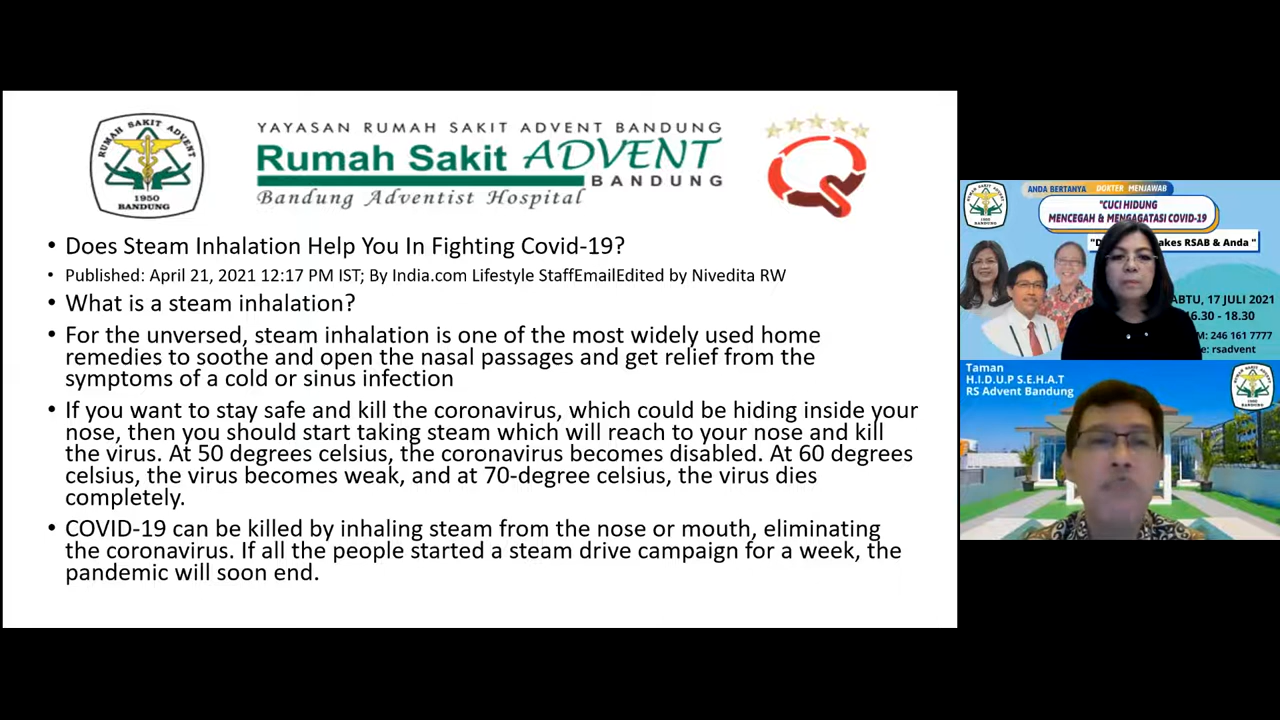 RUMAH SAKIT ADVENT
1950
BANDUNG
YAYASAN RUMAH SAKIT ADVENT BANDUNG
Rumah Sakit ADVENT
BANDUNG
Bandung Adventist Hospital
• Does Steam Inhalation Help You In Fighting Covid-19?
• Published: April 21, 2021 12:17 PM IST; By India.com Lifestyle StaffEmailEdited by Nivedita RW
• What is a steam inhalation?
• For the unversed, steam inhalation is one of the most widely used home
remedies to soothe and open the nasal passages and get relief from the
symptoms of a cold or sinus infection
• If you want to stay safe and kill the coronavirus, which could be hiding inside your
nose, then you should start taking steam which will reach to your nose and kill
the virus. At 50 degrees celsius, the coronavirus becomes disabled. At 60 degrees
celsius, the virus becomes weak, and at 70-degree celsius, the virus dies
completely.
• COVID-19 can be killed by inhaling steam from the nose or mouth, eliminating
the coronavirus. If all the people started a steam drive campaign for a week, the
pandemic will soon end.
ANDA BERTANYA DOKTER MENJAWAB
"CUCI HIDUNG
MENCEGAH & MENGAGATASI COVID-19
"D akes RSAB & Anda "
ABTU, 17 JULI 2021
16.30 - 18.30
M: 246 161 7777
e: rsadvent
Taman
H.I.D.U.P S.E.H.A.T
RS Advent Bandung